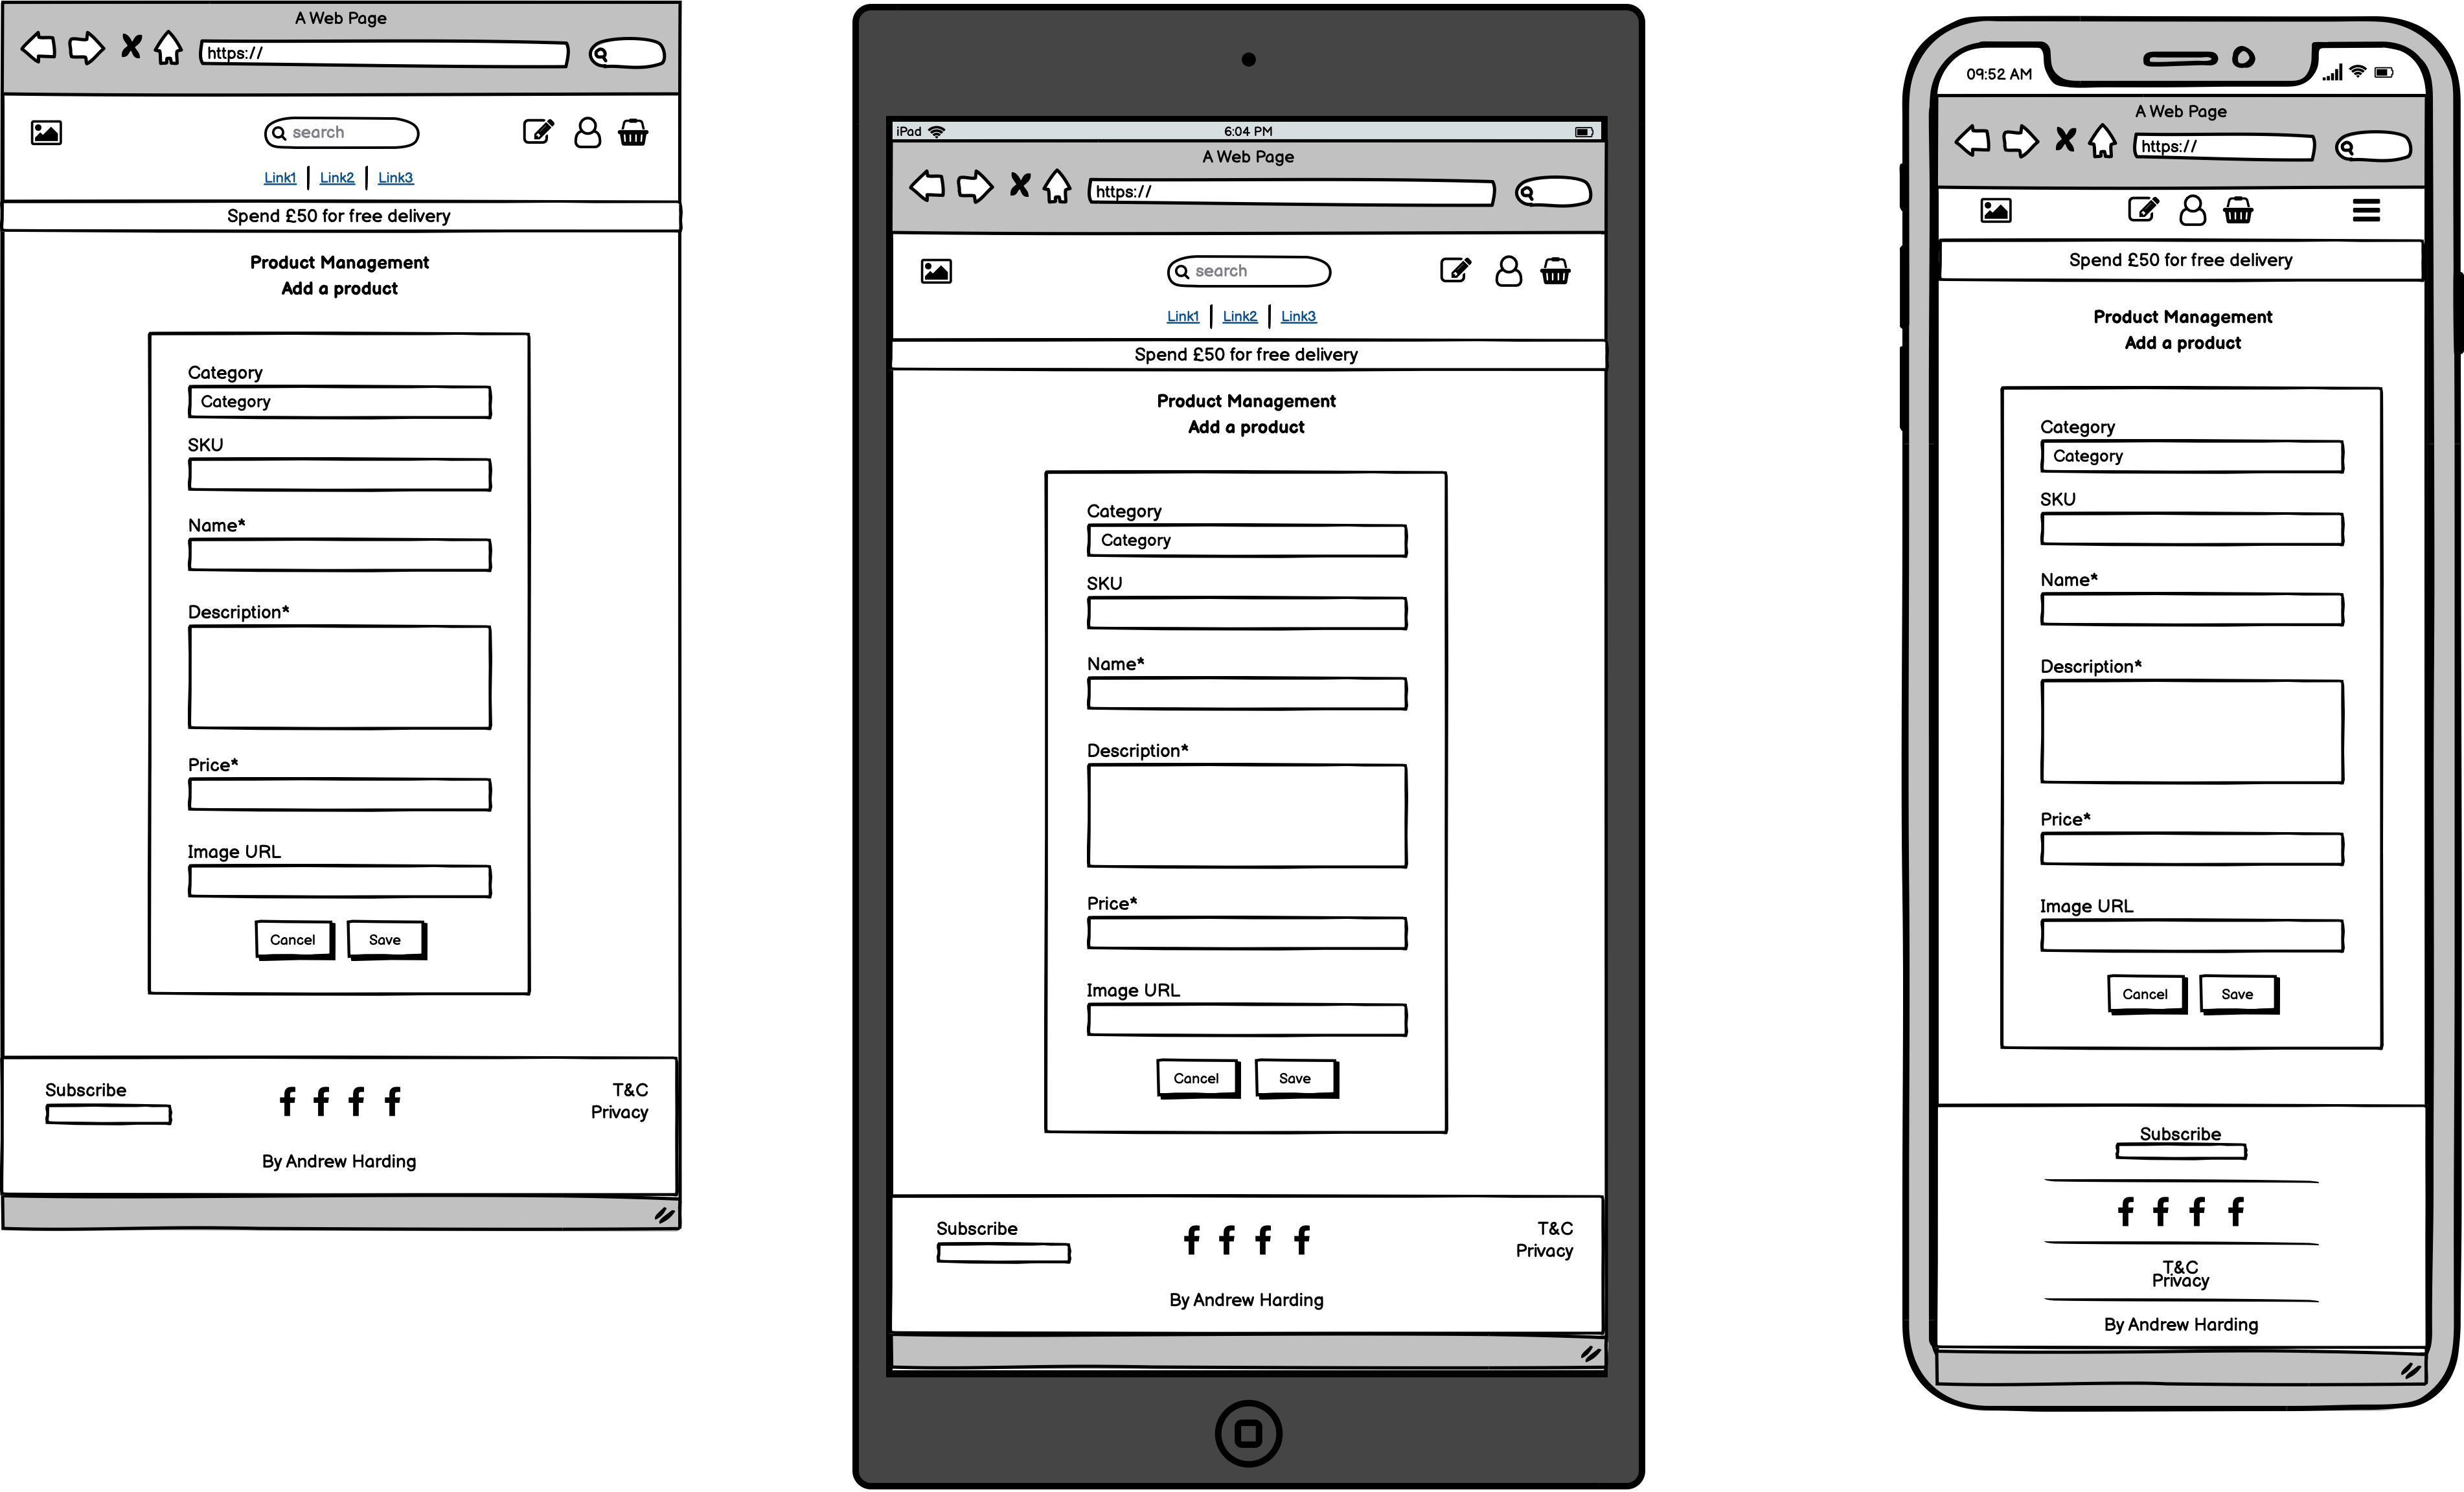 A Web Page
https://
search
Link1 | Link2 | Link3
Spend £50 for free delivery
Product Management
Add a product
Category
Category
SKU
Name*
Description*
Price*
Image URL
Cancel Save
Subscribe
T&C
Privacy
By Andrew Harding
iPad 6:04 PM
A Web Page
https://
search
Link1 | Link2 | Link3
Spend £50 for free delivery
Product Management
Add a product
Category
Category
SKU
Name*
Description*
Price*
Image URL
Cancel Save
Subscribe
T&C
Privacy
By Andrew Harding
09:52 AM
A Web Page
https://
Spend £50 for free delivery
Product Management
Add a product
Category
Category
SKU
Name*
Description*
Price*
Image URL
Cancel Save
Subscribe
T&C
Privacy
By Andrew Harding